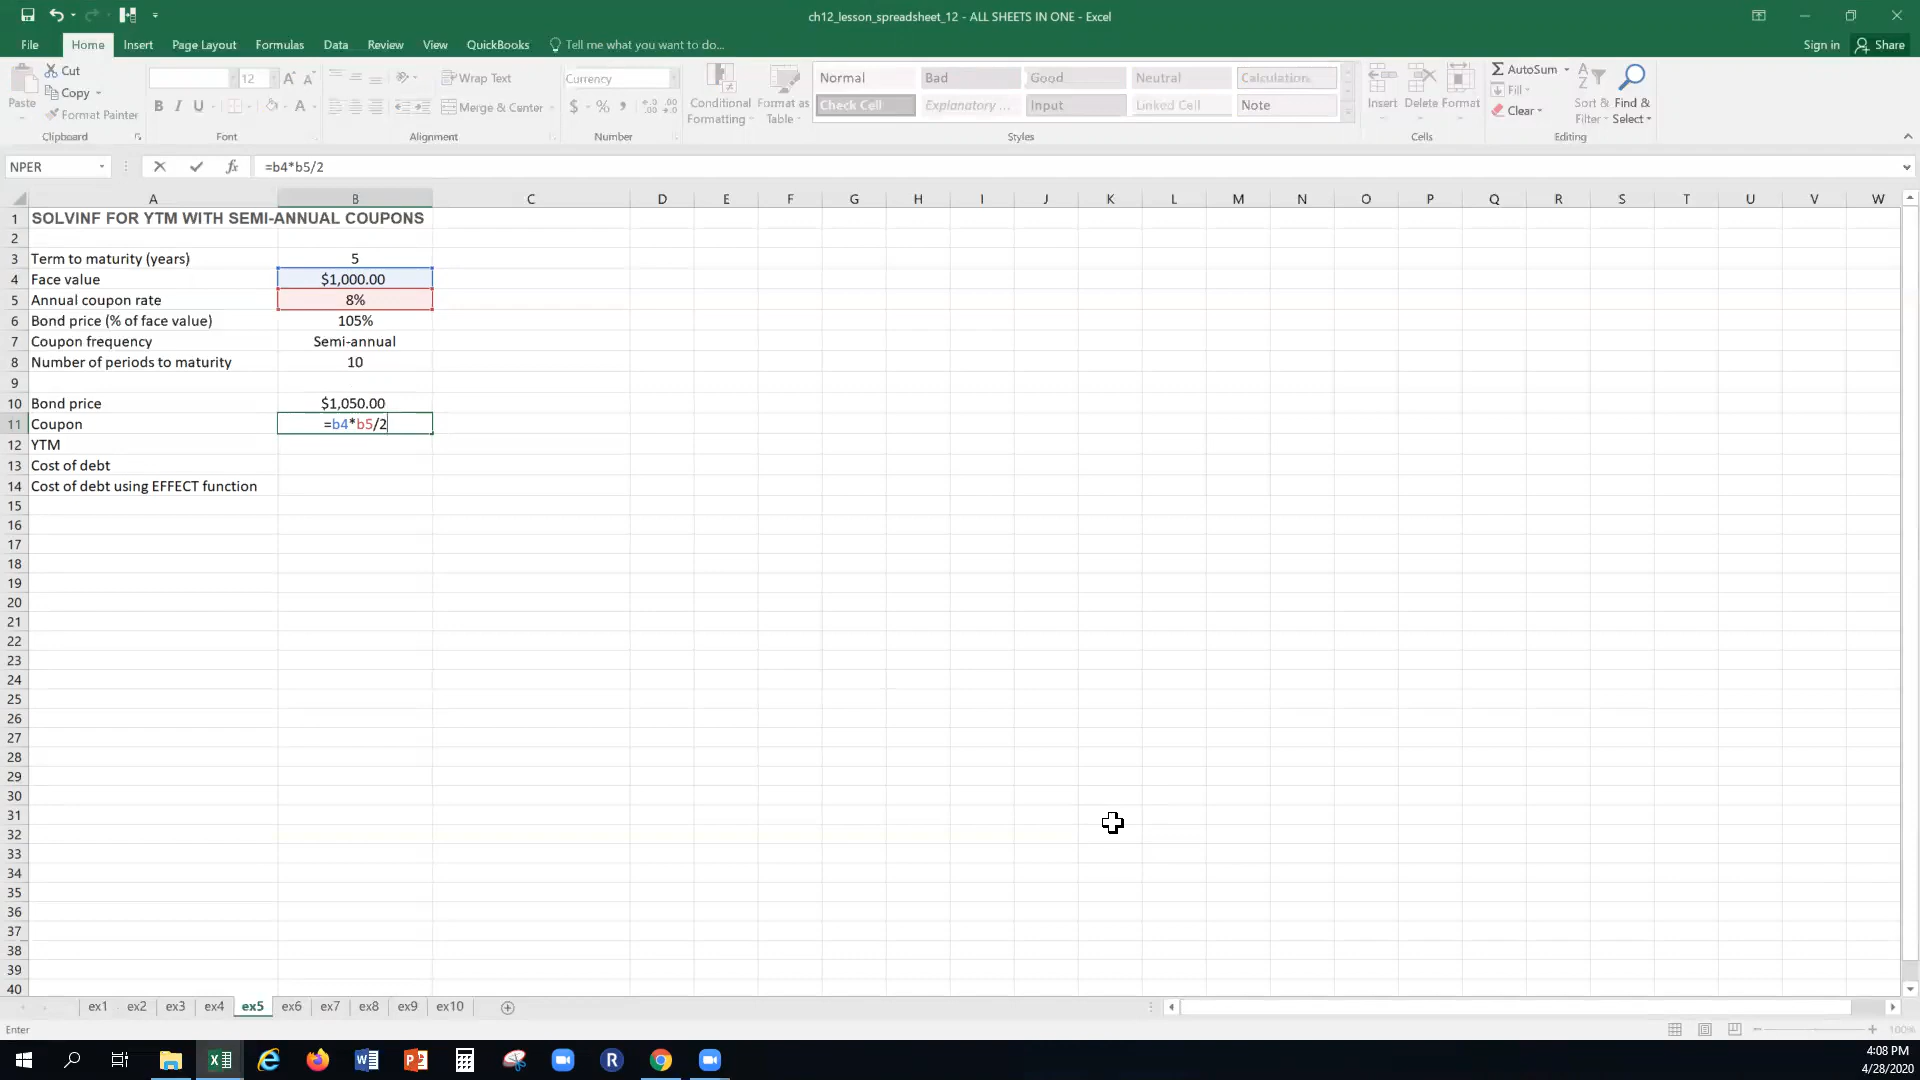 ch12_lesson_spreadsheet_12 - ALL SHEETS IN ONE - Excel
File Home Insert Page Layout Formulas Data Review View QuickBooks Tell me what you want to do... Sign in Share
Paste Cut Copy Format Painter Clipboard
12 A A B I U A Font
Wrap Text Merge & Center Alignment
Currency $ % , Number
Conditional Formatting Format as Table
Normal Bad Good Neutral Calculation
Check Cell Explanatory ... Input Linked Cell Note
Styles
Insert Delete Format Cells
AutoSum Fill Clear Sort & Filter Find & Select Editing
NPER fx =b4*b5/2
A B C D E F G H I J K L M N O P Q R S T U V W
1 SOLVINF FOR YTM WITH SEMI-ANNUAL COUPONS
2
3 Term to maturity (years) 5
4 Face value $1,000.00
5 Annual coupon rate 8%
6 Bond price (% of face value) 105%
7 Coupon frequency Semi-annual
8 Number of periods to maturity 10
9
10 Bond price $1,050.00
11 Coupon =b4*b5/2
12 YTM
13 Cost of debt
14 Cost of debt using EFFECT function
15
16
17
18
19
20
21
22
23
24
25
26
27
28
29
30
31
32
33
34
35
36
37
38
39
40
ex1 ex2 ex3 ex4 ex5 ex6 ex7 ex8 ex9 ex10
Enter 100%
4:08 PM
4/28/2020